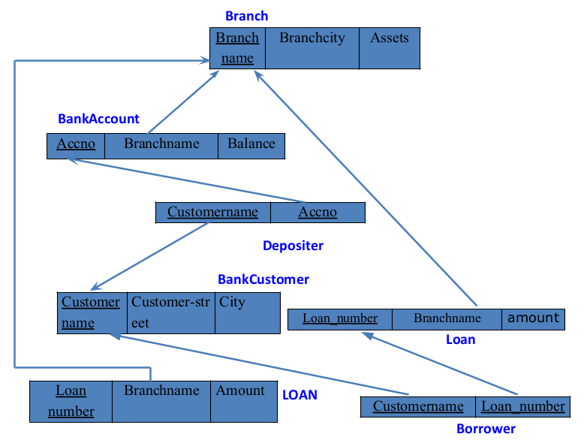 Branch
Branch name Branchcity Assets
BankAccount
Accno Branchname Balance
Customername Accno
Depositer
BankCustomer
Customer name Customer-str eet City
Loan_number Branchname amount
Loan
Loan number Branchname Amount
LOAN
Customername Loan_number
Borrower